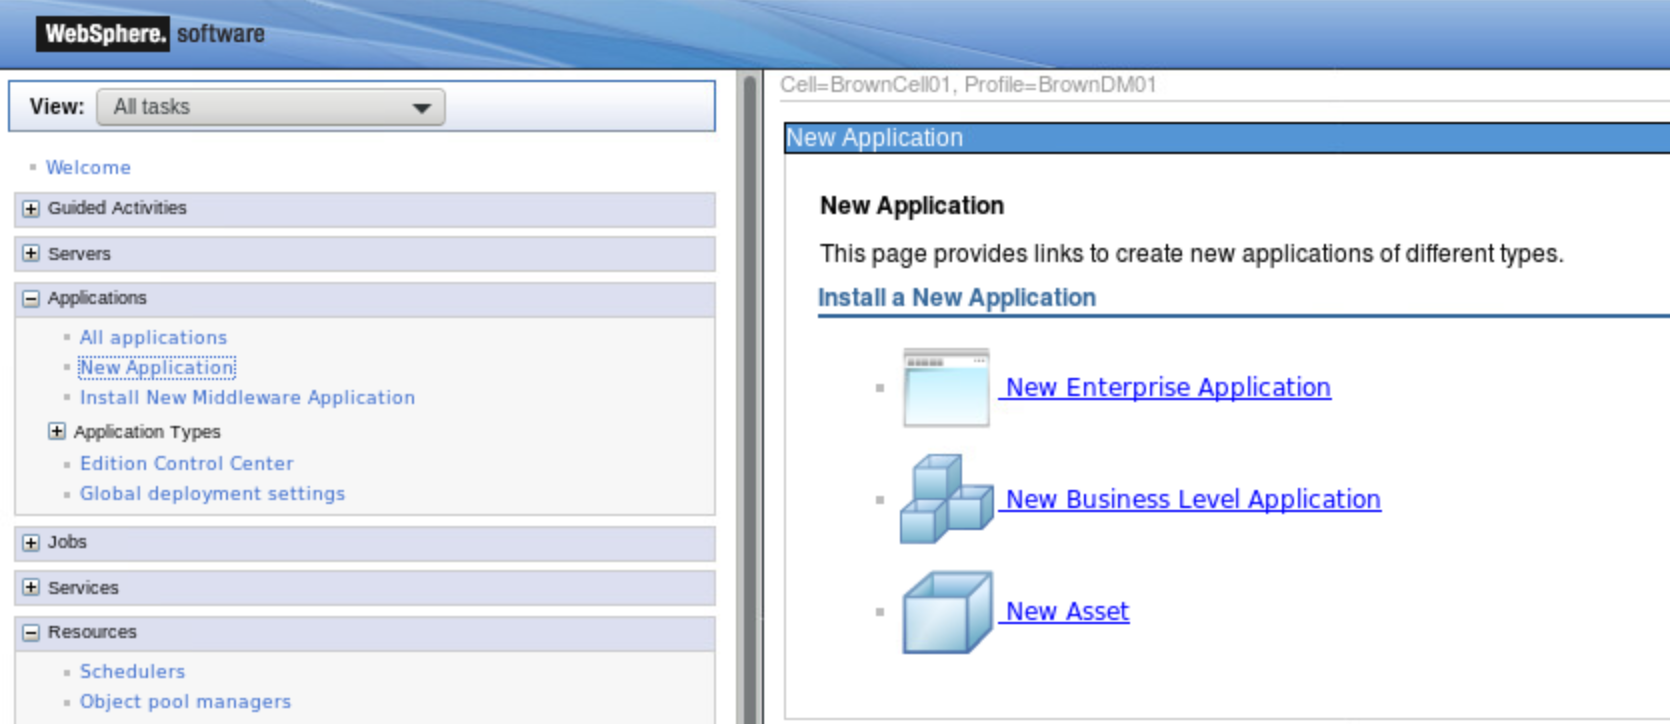 WebSphere. software
View: All tasks
Welcome
Guided Activities
Servers
Applications
All applications
New Application
Install New Middleware Application
Application Types
Edition Control Center
Global deployment settings
Jobs
Services
Resources
Schedulers
Object pool managers
Cell=BrownCell01, Profile=BrownDM01
New Application
New Application
This page provides links to create new applications of different types.
Install a New Application
New Enterprise Application
New Business Level Application
New Asset